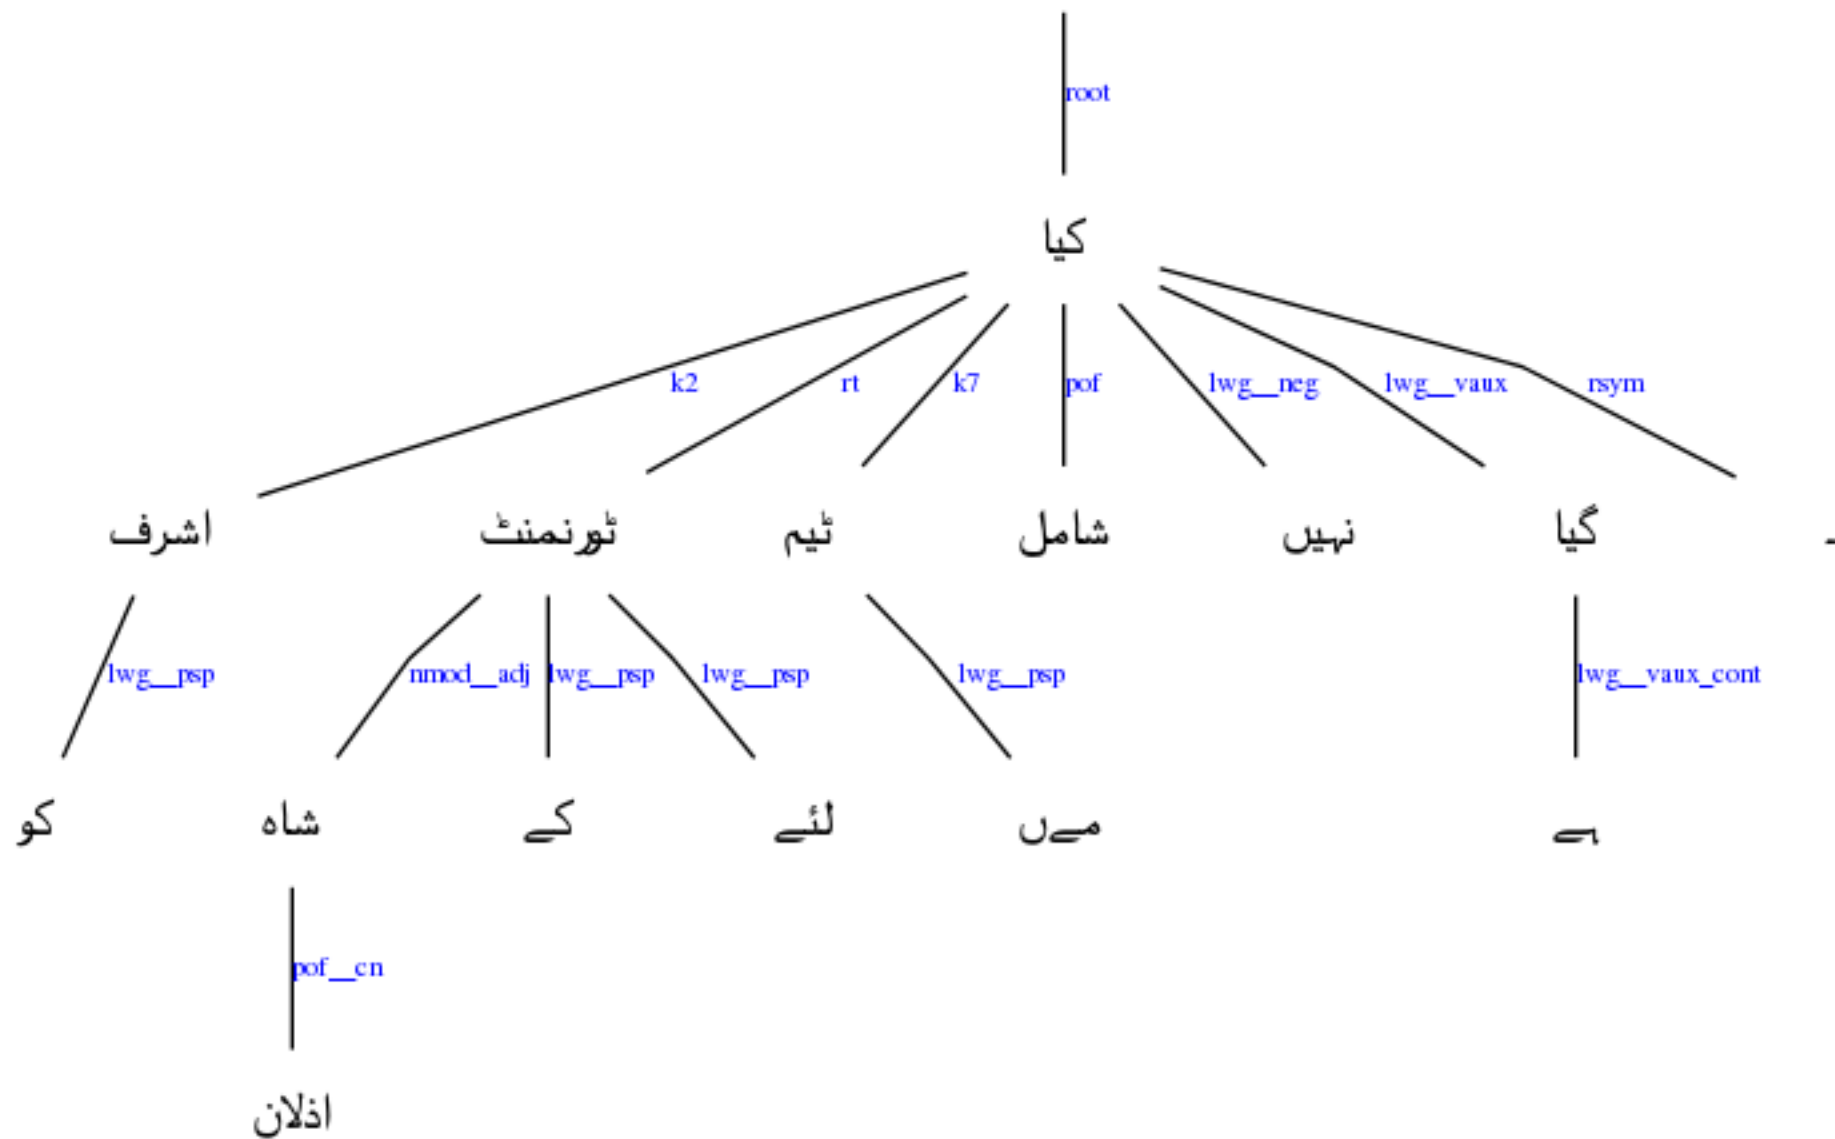 root
کیا
k2 rt k7 pof lwg__neg lwg__vaux rsym
اشرف ٹورنمنٹ ٹیم شامل نہیں گیا ۔
lwg__psp nmod__adj lwg__psp lwg__psp lwg__psp lwg__vaux_cont
کو شاہ کے لئے مےں ہے
pof__cn
اذلان